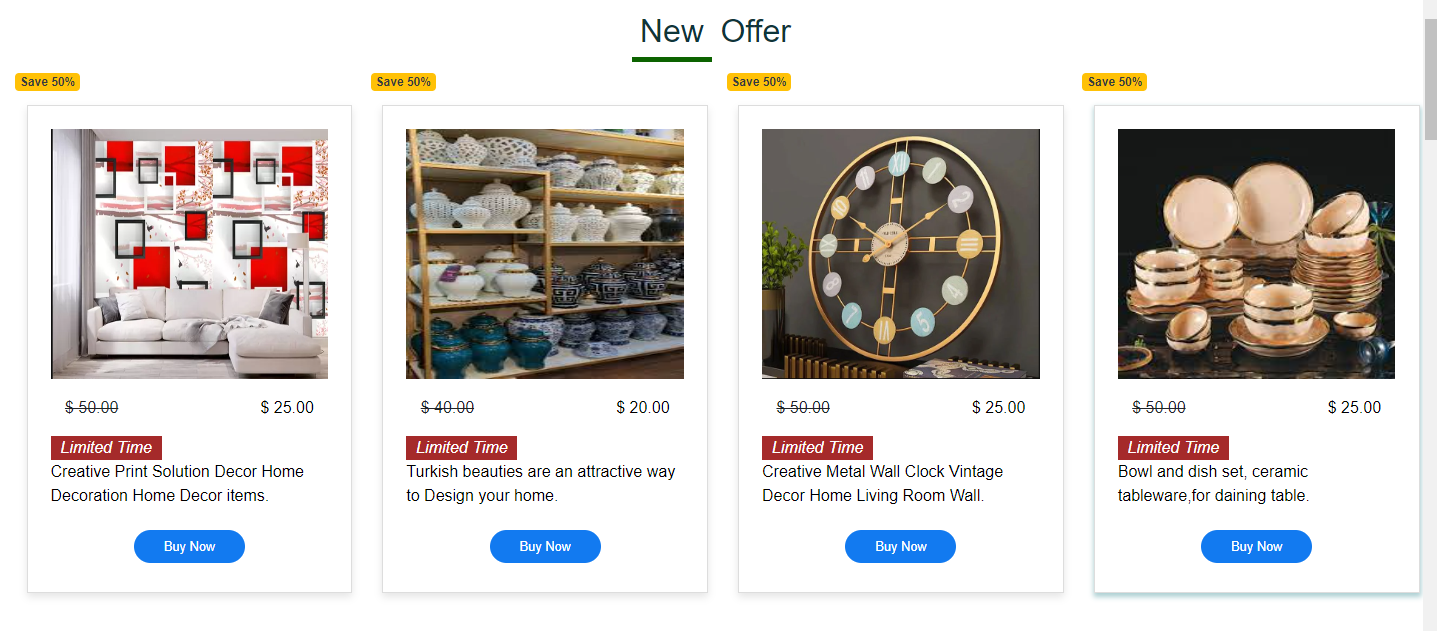 New Offer
Save 50%
Save 50%
Save 50%
Save 50%
$ 50.00 $ 25.00
Limited Time
Creative Print Solution Decor Home
Decoration Home Decor items.
Buy Now
$ 40.00 $ 20.00
Limited Time
Turkish beauties are an attractive way
to Design your home.
Buy Now
$ 50.00 $ 25.00
Limited Time
Creative Metal Wall Clock Vintage
Decor Home Living Room Wall.
Buy Now
$ 50.00 $ 25.00
Limited Time
Bowl and dish set, ceramic
tableware,for daining table.
Buy Now